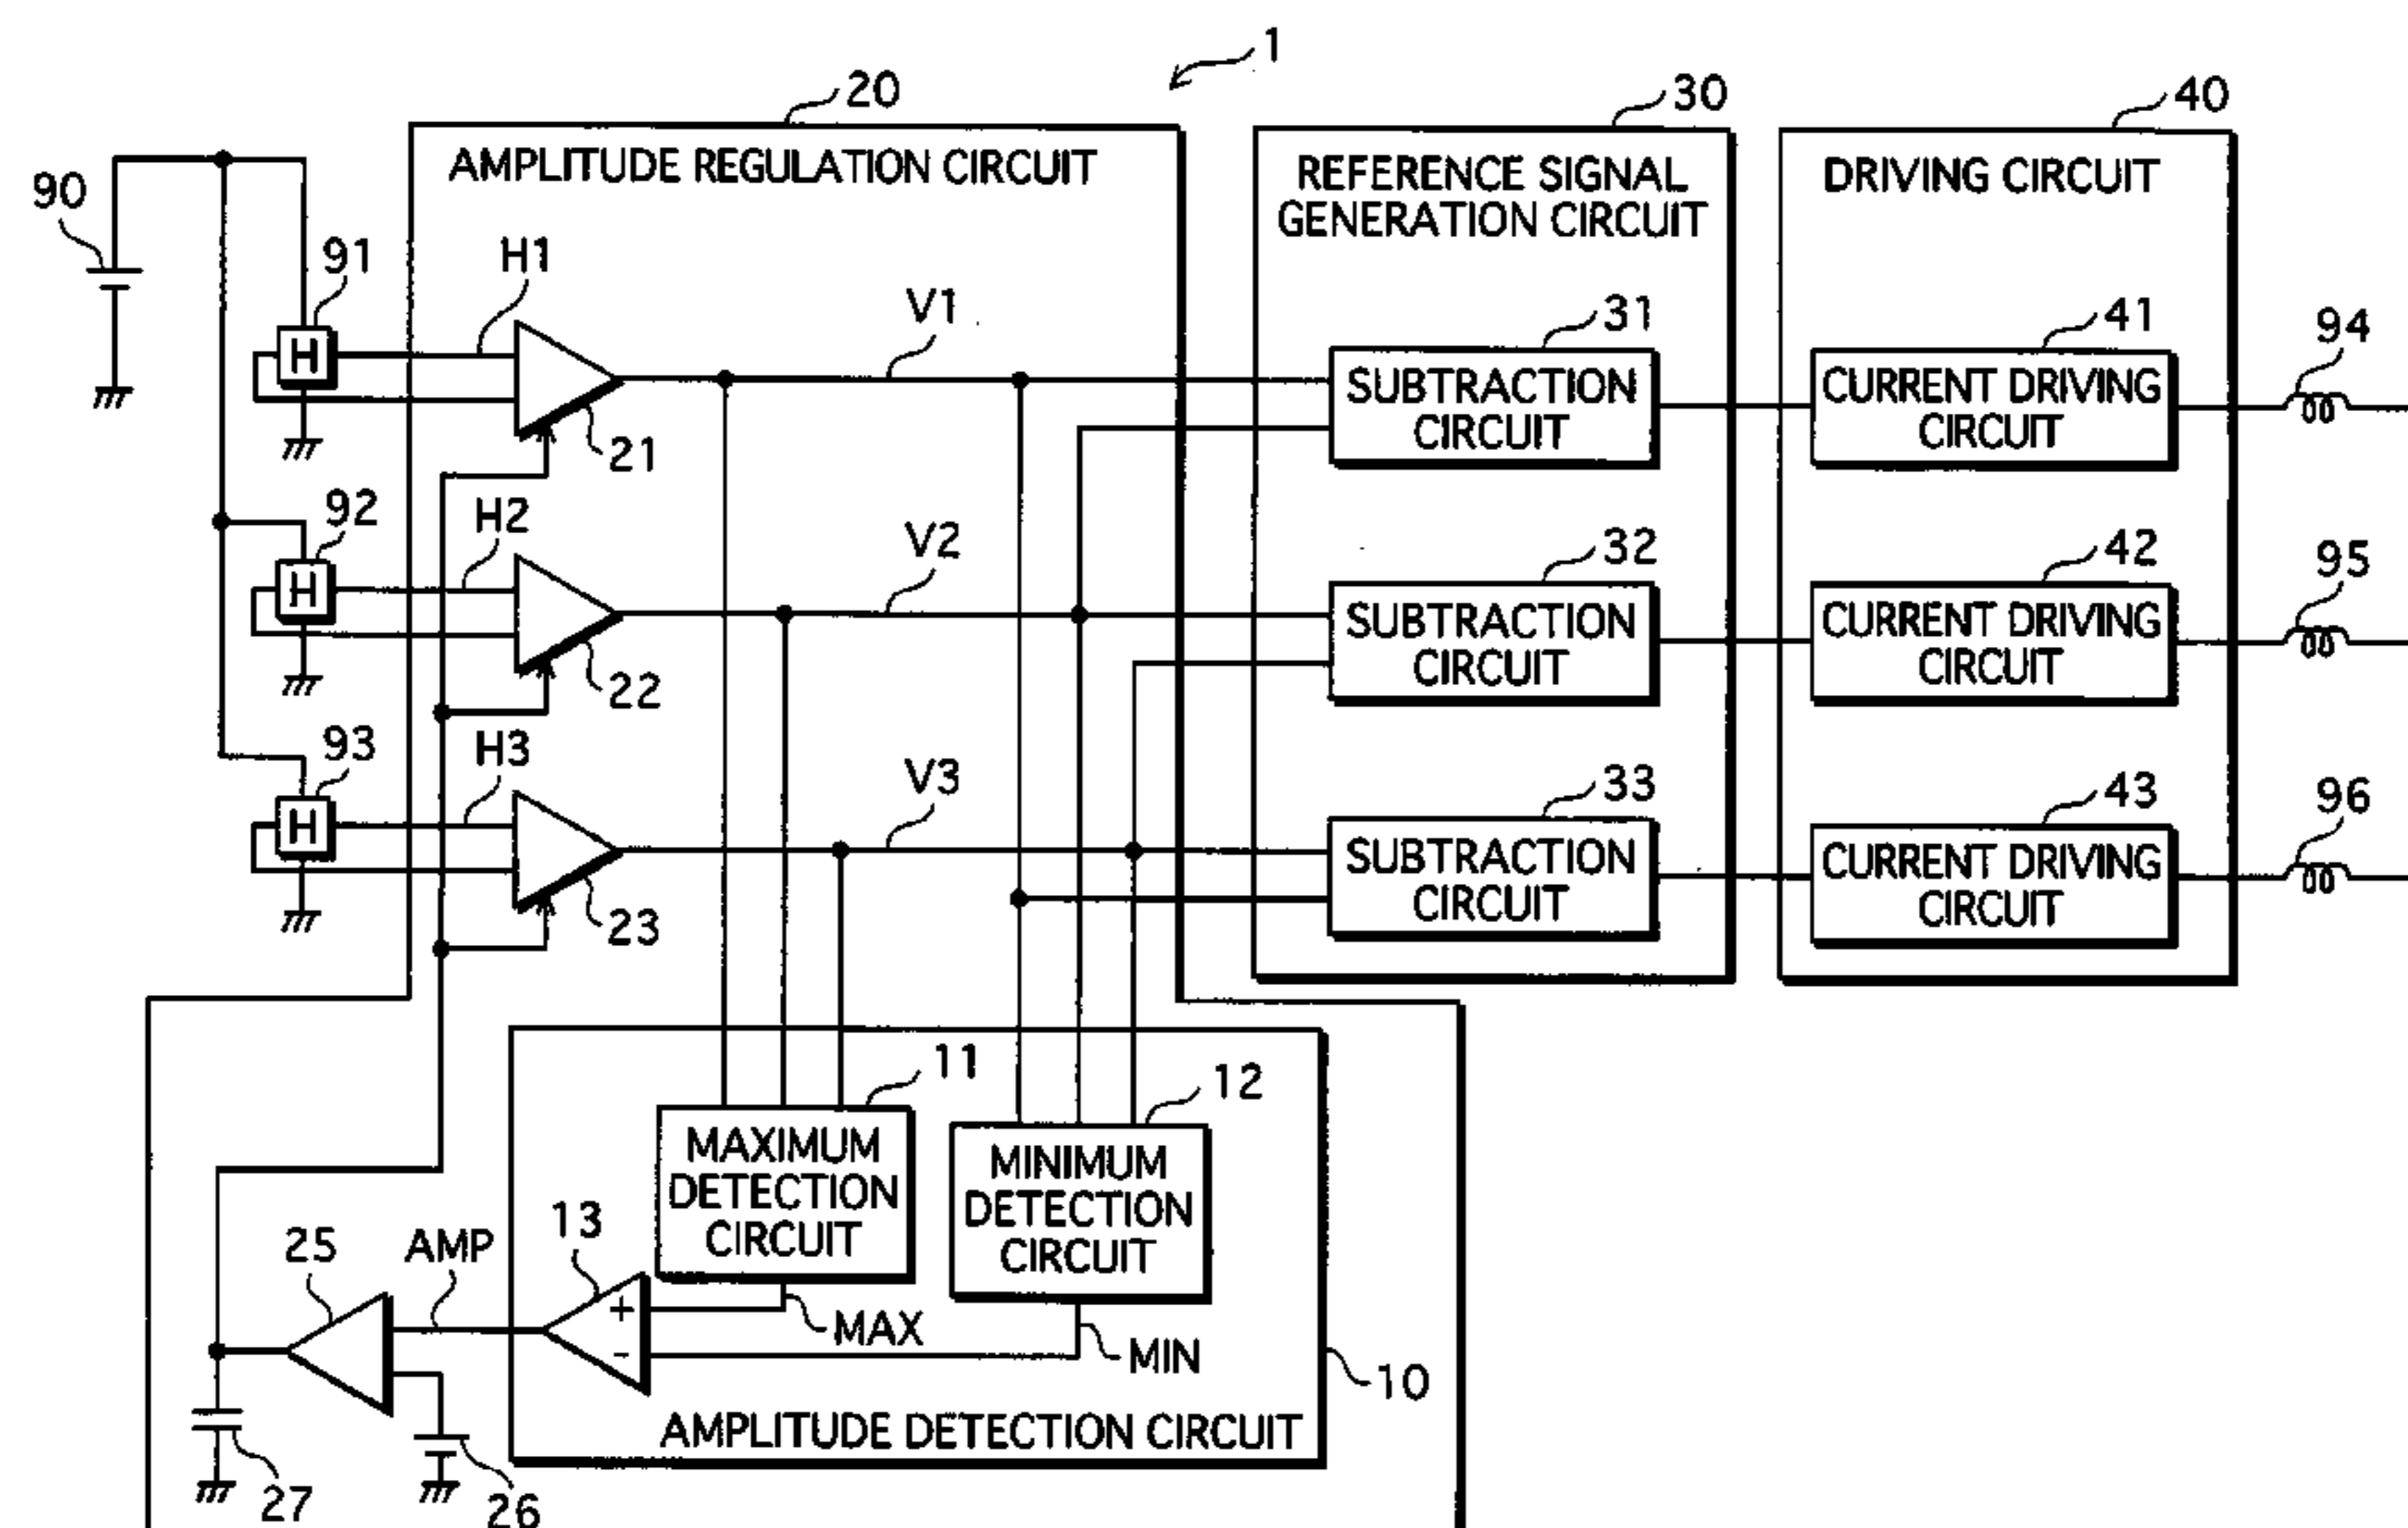 1
20
30
40
AMPLITUDE REGULATION CIRCUIT
REFERENCE SIGNAL
GENERATION CIRCUIT
DRIVING CIRCUIT
90
91
H1
V1
31
41
94
H
SUBTRACTION
CIRCUIT
CURRENT DRIVING
CIRCUIT
21
92
H2
V2
32
42
95
H
SUBTRACTION
CIRCUIT
CURRENT DRIVING
CIRCUIT
22
93
H3
V3
33
43
96
H
SUBTRACTION
CIRCUIT
CURRENT DRIVING
CIRCUIT
23
11
12
MAXIMUM
DETECTION
CIRCUIT
MINIMUM
DETECTION
CIRCUIT
13
25
AMP
+
-
MAX
MIN
10
AMPLITUDE DETECTION CIRCUIT
27
26